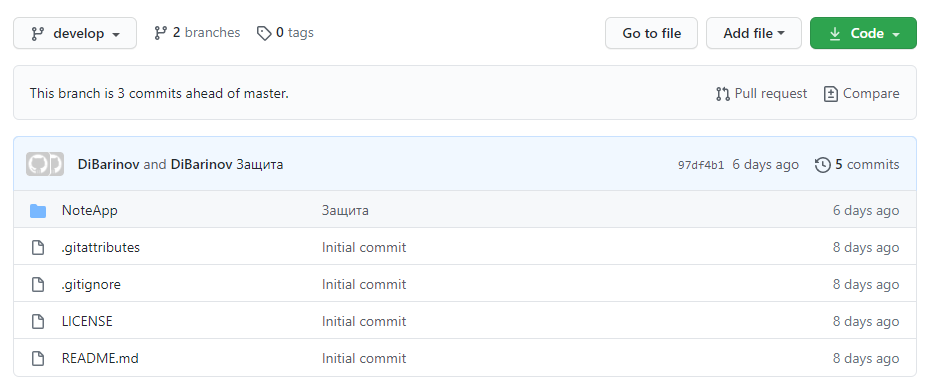 develop 2 branches 0 tags Go to file Add file Code
This branch is 3 commits ahead of master. Pull request Compare
DiBarinov and DiBarinov Защита 97df4b1 6 days ago 5 commits
NoteApp Защита 6 days ago
.gitattributes Initial commit 8 days ago
.gitignore Initial commit 8 days ago
LICENSE Initial commit 8 days ago
README.md Initial commit 8 days ago